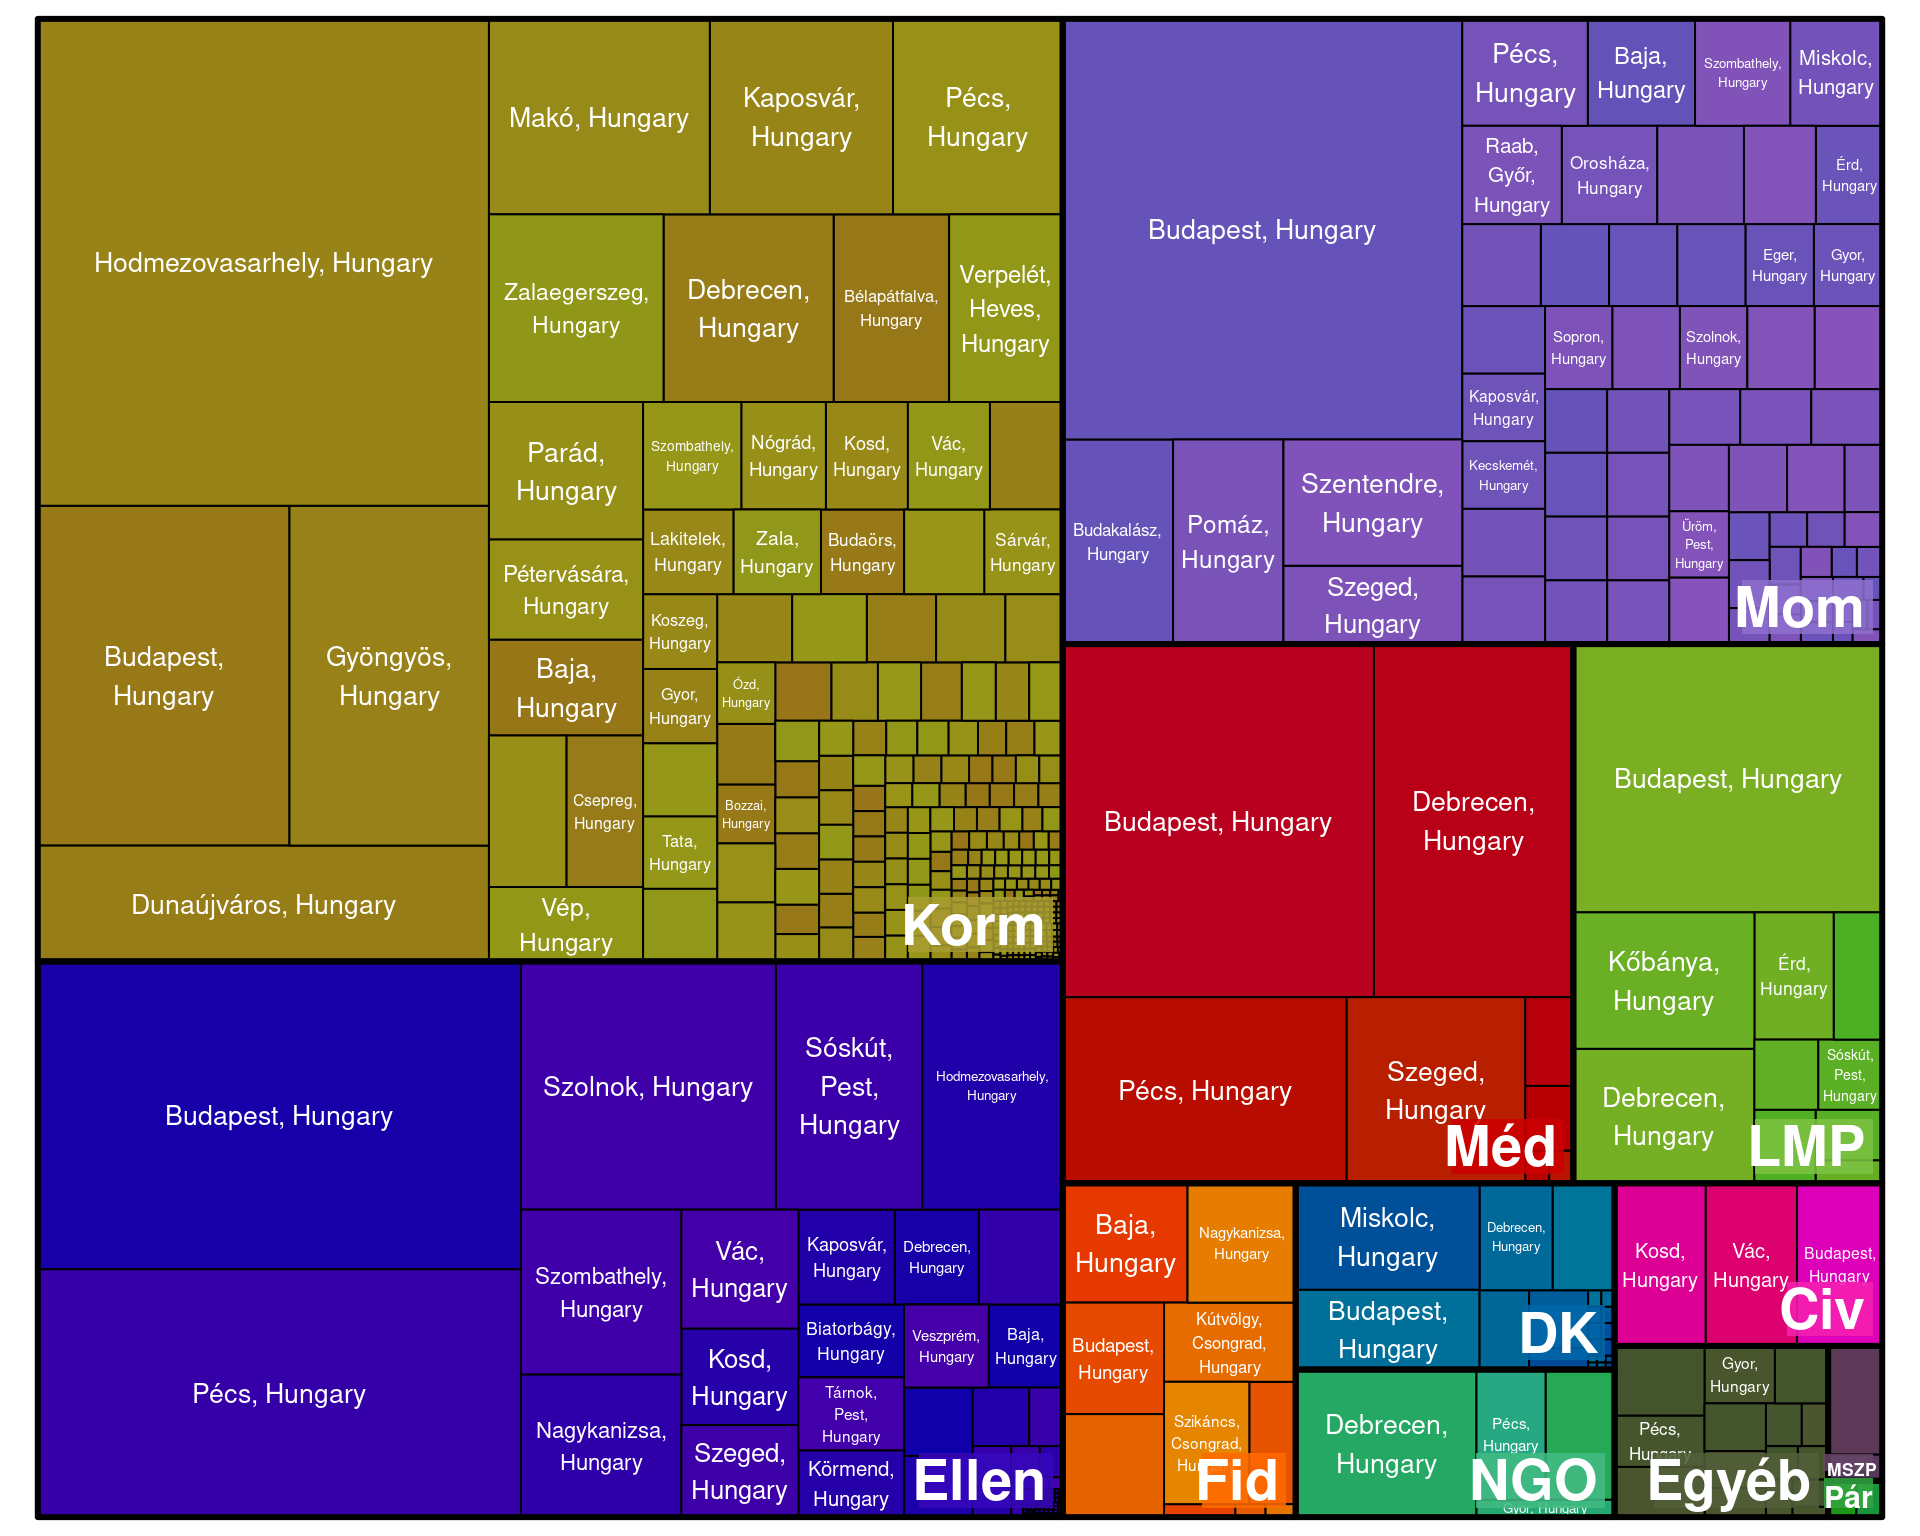 Hodmezovasarhely, Hungary
Makó, Hungary
Kaposvár,
Hungary
Pécs,
Hungary
Zalaegerszeg,
Hungary
Debrecen,
Hungary
Bélapátfalva,
Hungary
Verpelét,
Heves,
Hungary
Budapest,
Hungary
Gyöngyös,
Hungary
Dunaújváros, Hungary
Parád,
Hungary
Szombathely,
Hungary
Nógrád,
Hungary
Kosd,
Hungary
Vác,
Hungary
Pétervására,
Hungary
Lakitelek,
Hungary
Zala,
Hungary
Budaörs,
Hungary
Sárvár,
Hungary
Baja,
Hungary
Koszeg,
Hungary
Gyor,
Hungary
Ózd,
Hungary
Csepreg,
Hungary
Bozzai,
Hungary
Tata,
Hungary
Vép,
Hungary
Korm
Budapest, Hungary
Pécs,
Hungary
Baja,
Hungary
Szombathely,
Hungary
Miskolc,
Hungary
Raab,
Győr,
Hungary
Orosháza,
Hungary
Érd,
Hungary
Eger,
Hungary
Gyor,
Hungary
Sopron,
Hungary
Szolnok,
Hungary
Kaposvár,
Hungary
Kecskemét,
Hungary
Budakalász,
Hungary
Pomáz,
Hungary
Szentendre,
Hungary
Szeged,
Hungary
Üröm,
Pest,
Hungary
Mom
Budapest, Hungary
Pécs, Hungary
Szolnok, Hungary
Sóskút,
Pest,
Hungary
Hodmezovasarhely,
Hungary
Szombathely,
Hungary
Vác,
Hungary
Kaposvár,
Hungary
Debrecen,
Hungary
Nagykanizsa,
Hungary
Kosd,
Hungary
Biatorbágy,
Hungary
Veszprém,
Hungary
Baja,
Hungary
Szeged,
Hungary
Tárnok,
Pest,
Hungary
Körmend,
Hungary
Ellen
Budapest, Hungary
Debrecen,
Hungary
Pécs, Hungary
Szeged,
Hungary
Méd
Budapest, Hungary
Kőbánya,
Hungary
Érd,
Hungary
Debrecen,
Hungary
Sóskút,
Pest,
Hungary
LMP
Baja,
Hungary
Nagykanizsa,
Hungary
Budapest,
Hungary
Kútvölgy,
Csongrad,
Hungary
Szikáncs,
Csongrad,
Hungary
Fid
Miskolc,
Hungary
Debrecen,
Hungary
Budapest,
Hungary
DK
Debrecen,
Hungary
Pécs,
Hungary
Gyor, Hungary
NGO
Kosd,
Hungary
Vác,
Hungary
Budapest,
Hungary
Civ
Gyor,
Hungary
Pécs,
Hungary
Egyéb
MSZP
Pár